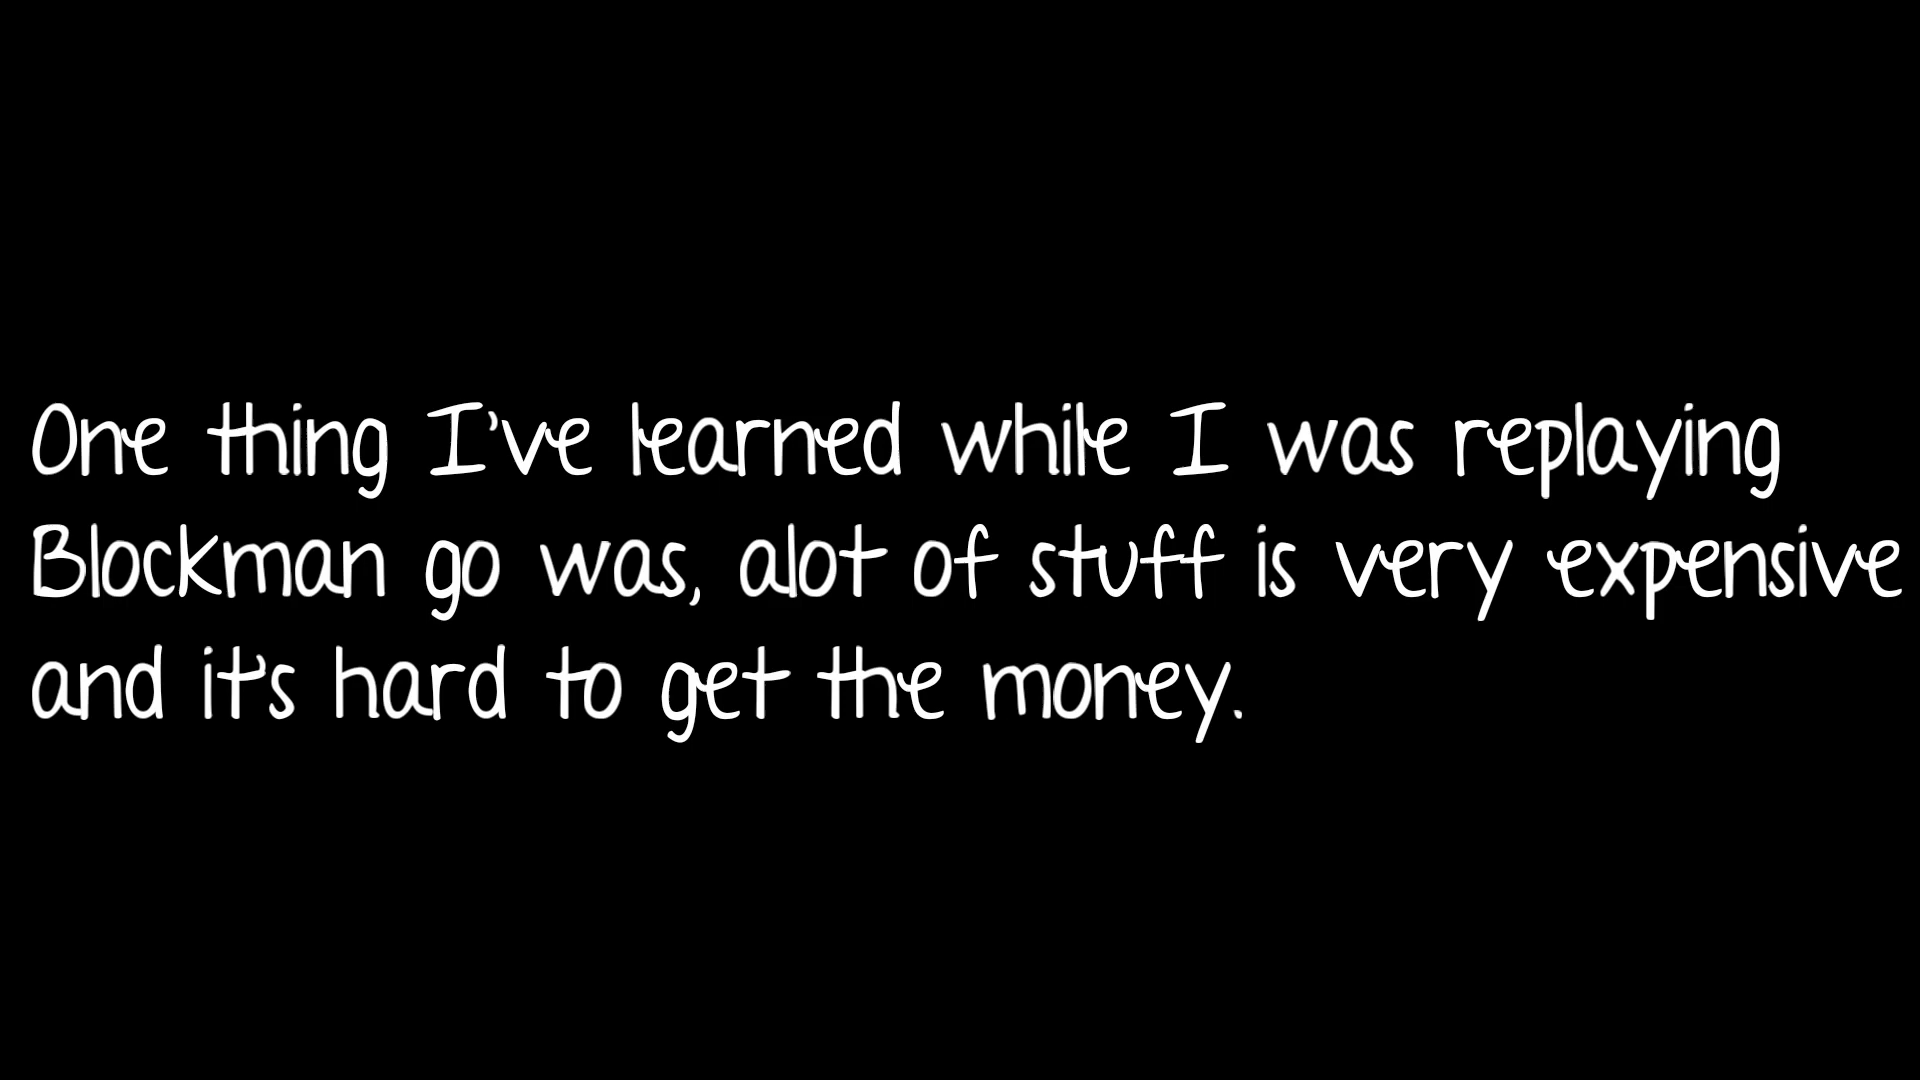 One thing I've learned while I was replaying
Blockman go was, alot of stuff is very expensive
and it's hard to get the money.